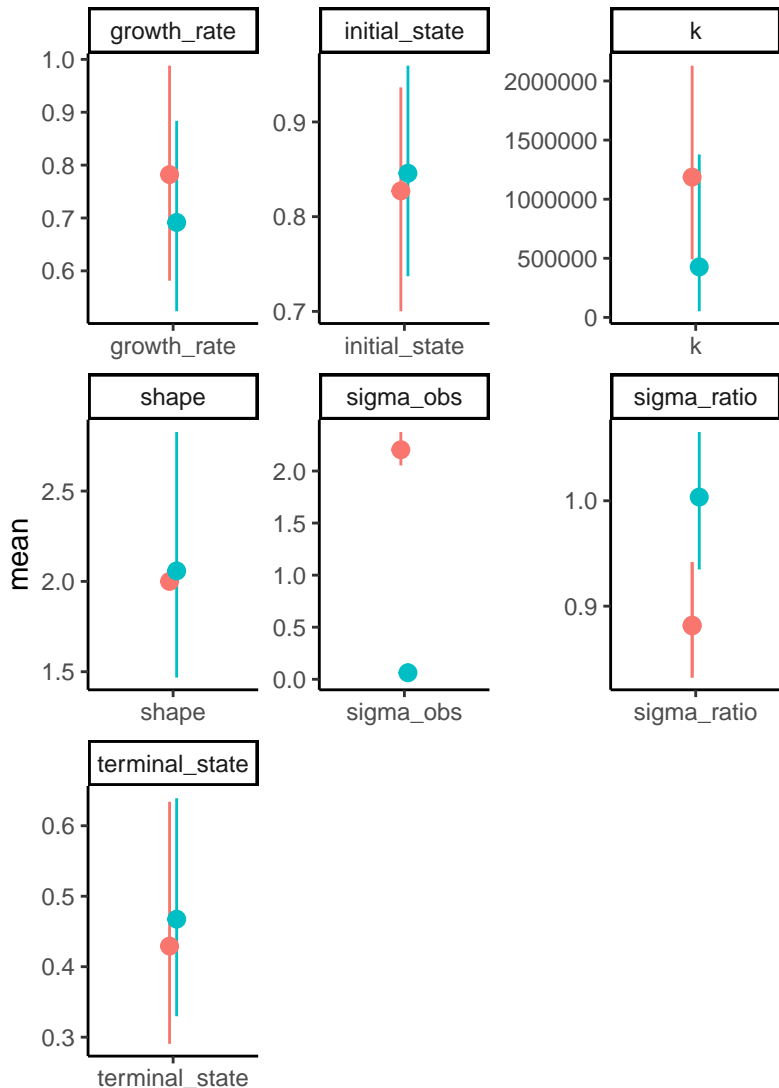 growth_rate
initial_state
k
1.0
0.9
0.8
0.7
0.6
0.9
0.8
0.7
2000000
1500000
1000000
500000
0
growth_rate
initial_state
k
shape
sigma_obs
sigma_ratio
mean
2.5
2.0
1.5
2.0
1.5
1.0
0.5
0.0
1.0
0.9
shape
sigma_obs
sigma_ratio
terminal_state
0.6
0.5
0.4
0.3
terminal_state